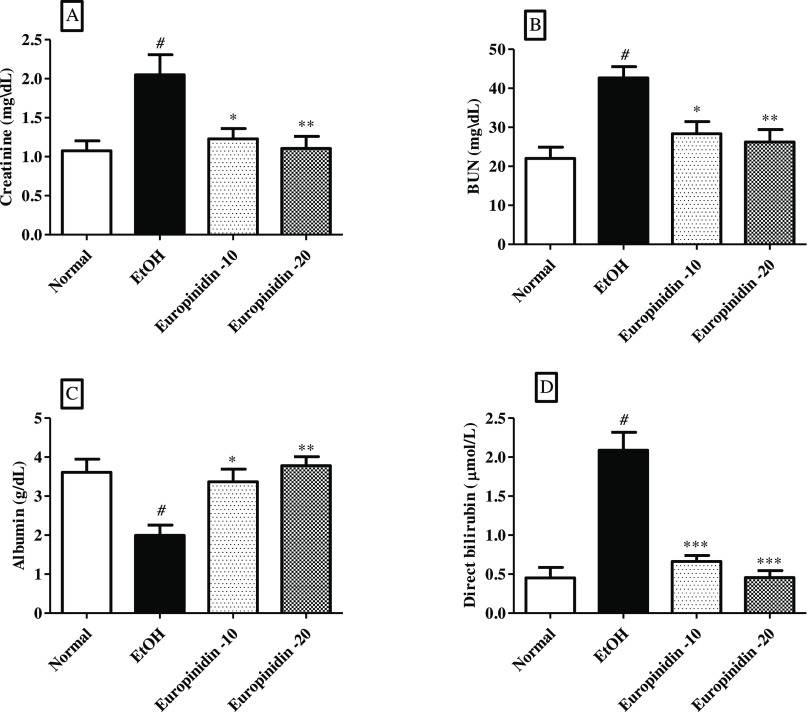 A
Creatinine (mg\dL)
2.5
2.0
1.5
1.0
0.5
0.0
#
*
**
Normal
EtOH
Europinidin -10
Europinidin -20
B
BUN (mg\dL)
50
40
30
20
10
0
#
*
**
Normal
EtOH
Europinidin -10
Europinidin -20
C
Albumin (g/dL)
5
4
3
2
1
0
#
*
**
Normal
EtOH
Europinidin -10
Europinidin -20
D
Direct bilirubin ( μmol/L)
2.5
2.0
1.5
1.0
0.5
0.0
#
***
***
Normal
EtOH
Europinidin -10
Europinidin -20